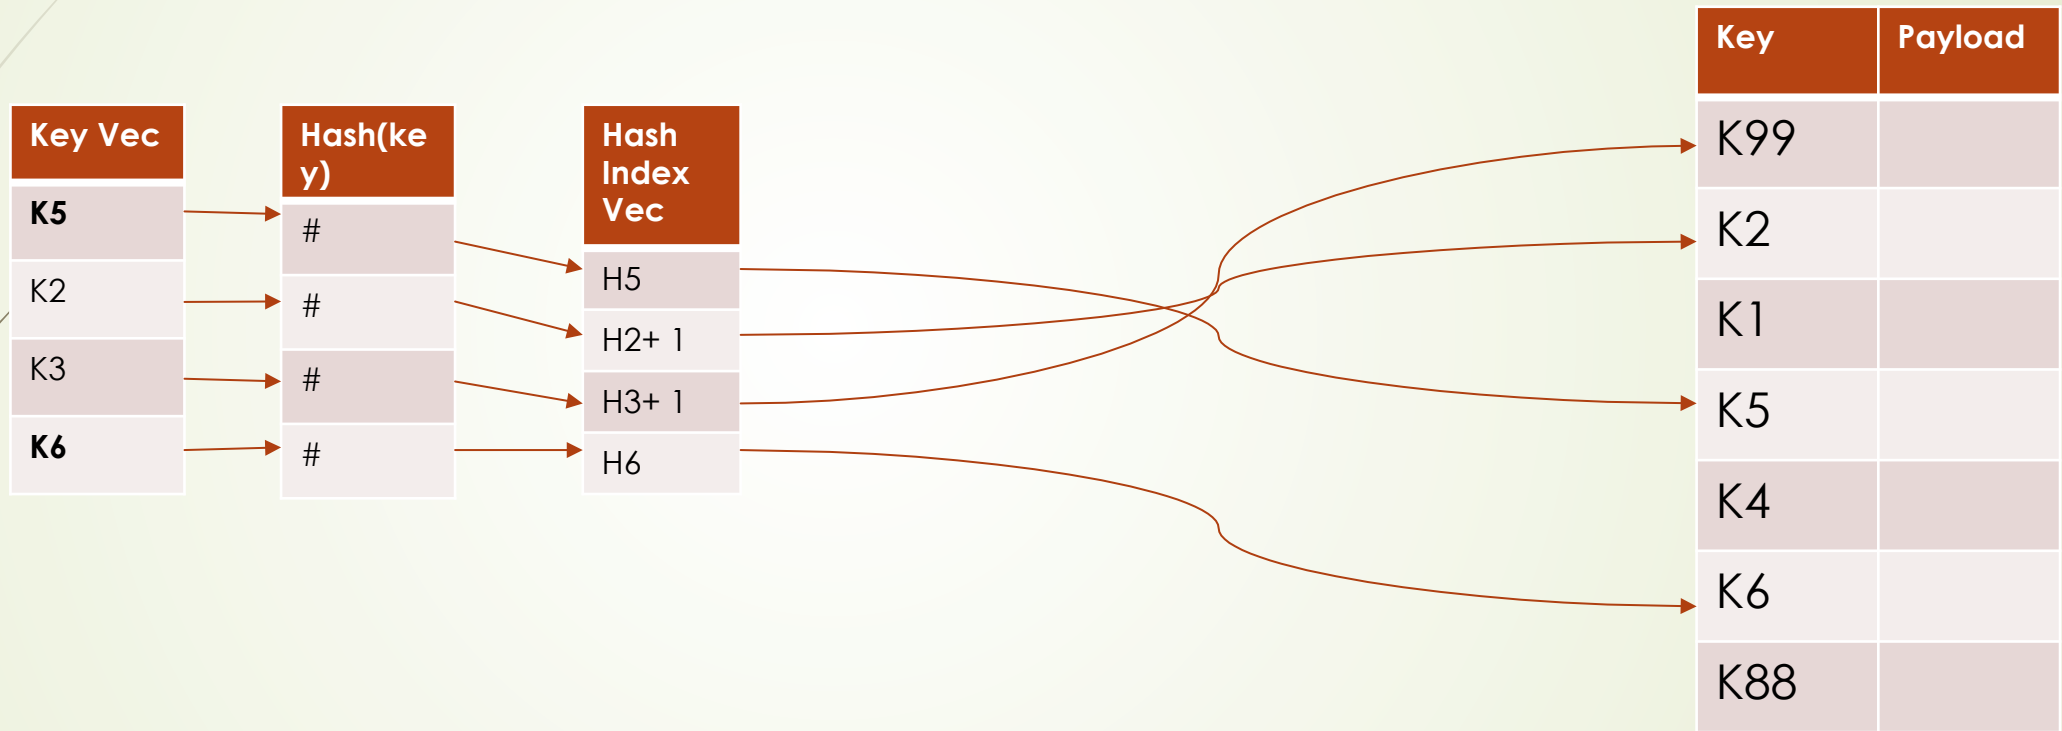 Key Vec
K5
K2
K3
K6
Hash(ke
y)
#
#
#
#
Hash
Index
Vec
H5
H2+ 1
H3+ 1
H6
Key Payload
K99
K2
K1
K5
K4
K6
K88